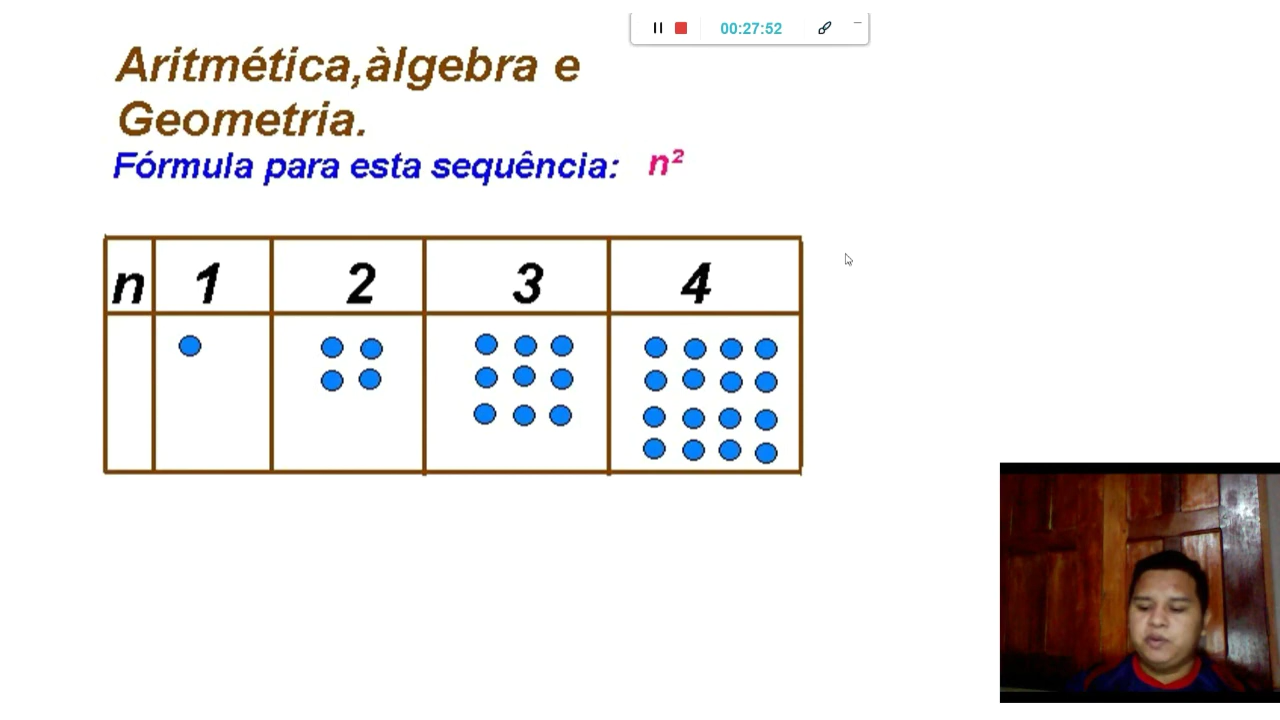 00:27:52
Aritmética,àlgebra e
Geometria.
Fórmula para esta sequência: n²
n 1 2 3 4